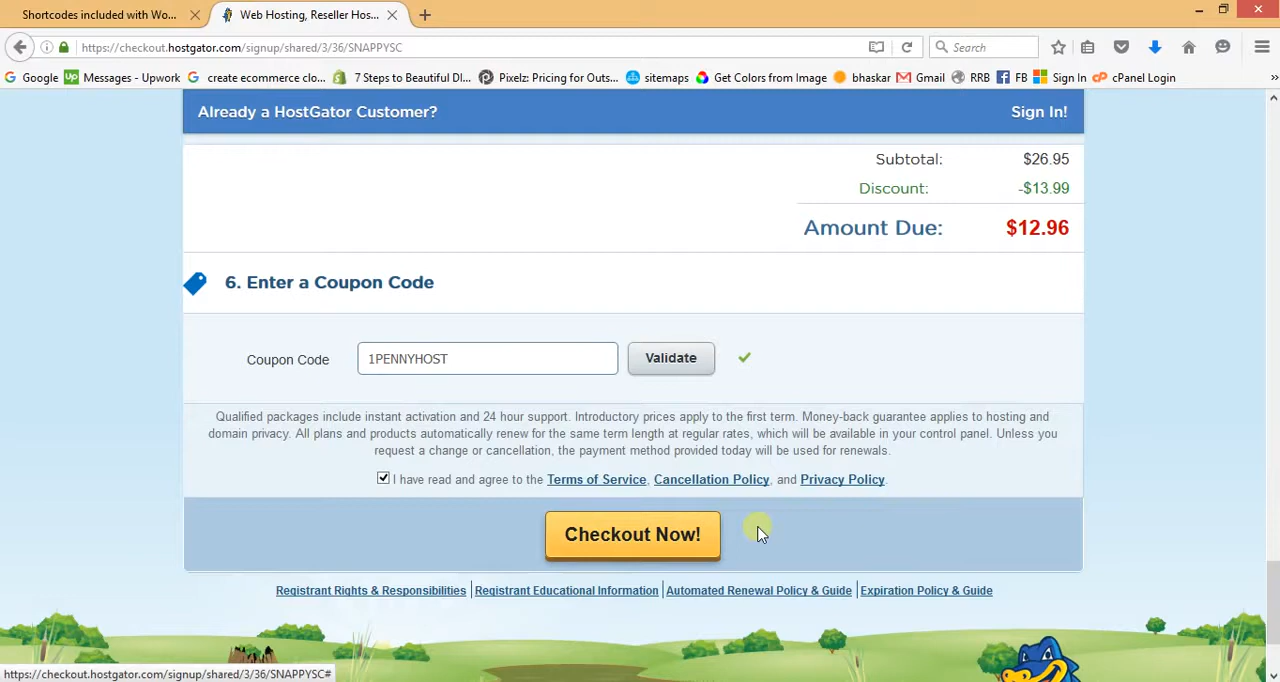 Shortcodes included with Wo...
Web Hosting, Reseller Hos...
https://checkout.hostgator.com/signup/shared/3/36/SNAPPYSC
Search
Google
Messages - Upwork
create ecommerce clo...
7 Steps to Beautiful DI...
Pixelz: Pricing for Outs...
sitemaps
Get Colors from Image
bhaskar
Gmail
RRB
FB
Sign In
cPanel Login
Already a HostGator Customer?
Sign In!
Subtotal: $26.95
Discount: -$13.99
Amount Due: $12.96
6. Enter a Coupon Code
Coupon Code
1PENNYHOST
Validate
Qualified packages include instant activation and 24 hour support. Introductory prices apply to the first term. Money-back guarantee applies to hosting and
domain privacy. All plans and products automatically renew for the same term length at regular rates, which will be available in your control panel. Unless you
request a change or cancellation, the payment method provided today will be used for renewals.
I have read and agree to the Terms of Service, Cancellation Policy, and Privacy Policy.
Checkout Now!
Registrant Rights & Responsibilities
Registrant Educational Information
Automated Renewal Policy & Guide
Expiration Policy & Guide
https://checkout.hostgator.com/signup/shared/3/36/SNAPPYSC#